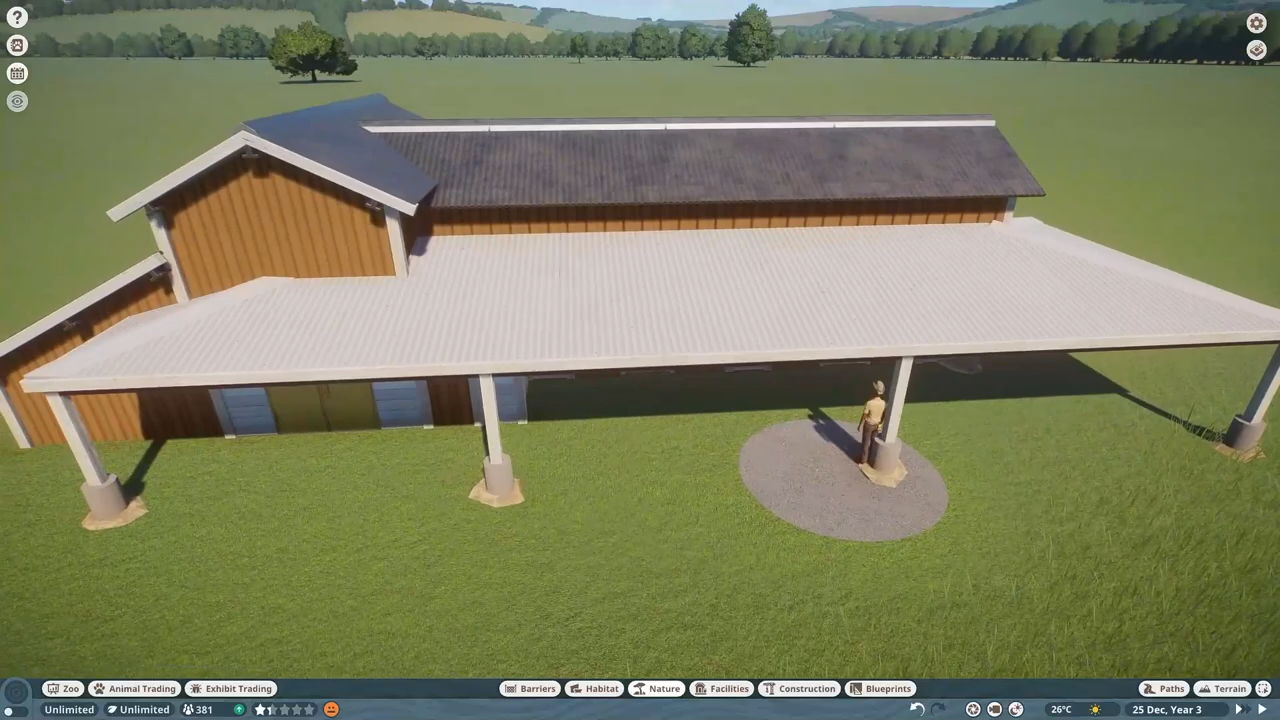 ?
Zoo
Animal Trading
Exhibit Trading
Barriers
Habitat
Nature
Facilities
Construction
Blueprints
Paths
Terrain
Unlimited
Unlimited
381
26°C
25 Dec, Year 3